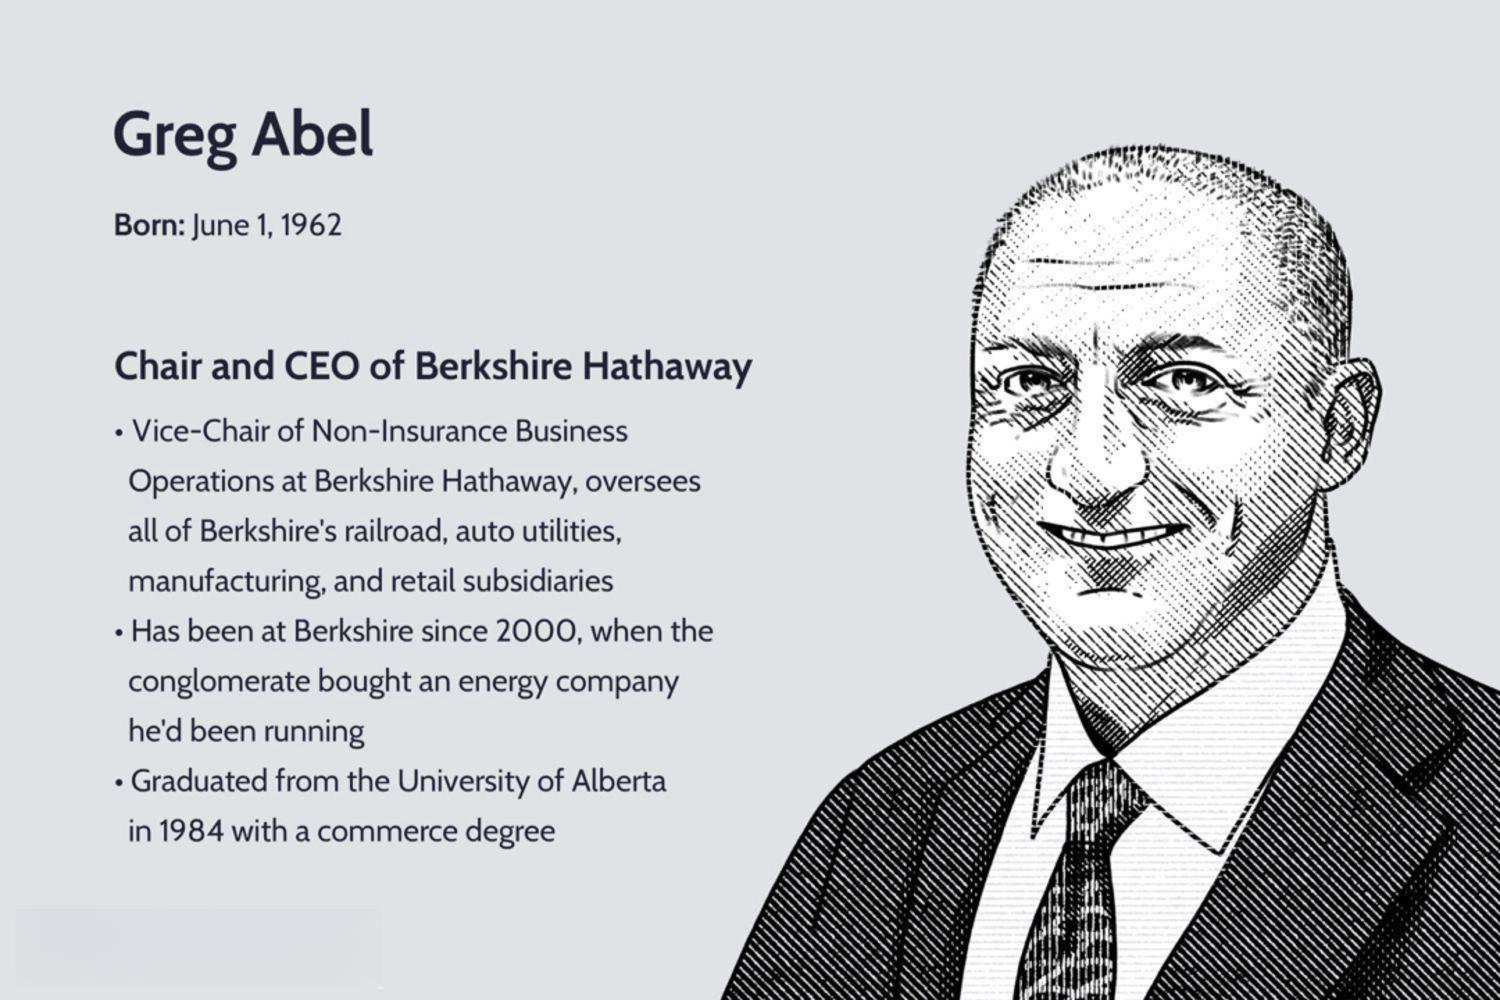 Greg Abel
Born: June 1, 1962
Chair and CEO of Berkshire Hathaway
• Vice-Chair of Non-Insurance Business
Operations at Berkshire Hathaway, oversees
all of Berkshire's railroad, auto utilities,
manufacturing, and retail subsidiaries
• Has been at Berkshire since 2000, when the
conglomerate bought an energy company
he'd been running
• Graduated from the University of Alberta
in 1984 with a commerce degree